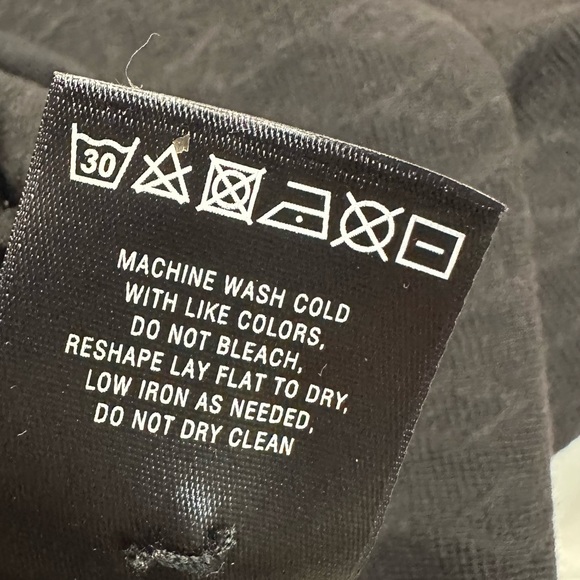 30
MACHINE WASH COLD
WITH LIKE COLORS,
DO NOT BLEACH,
RESHAPE LAY FLAT TO DRY,
LOW IRON AS NEEDED,
DO NOT DRY CLEAN